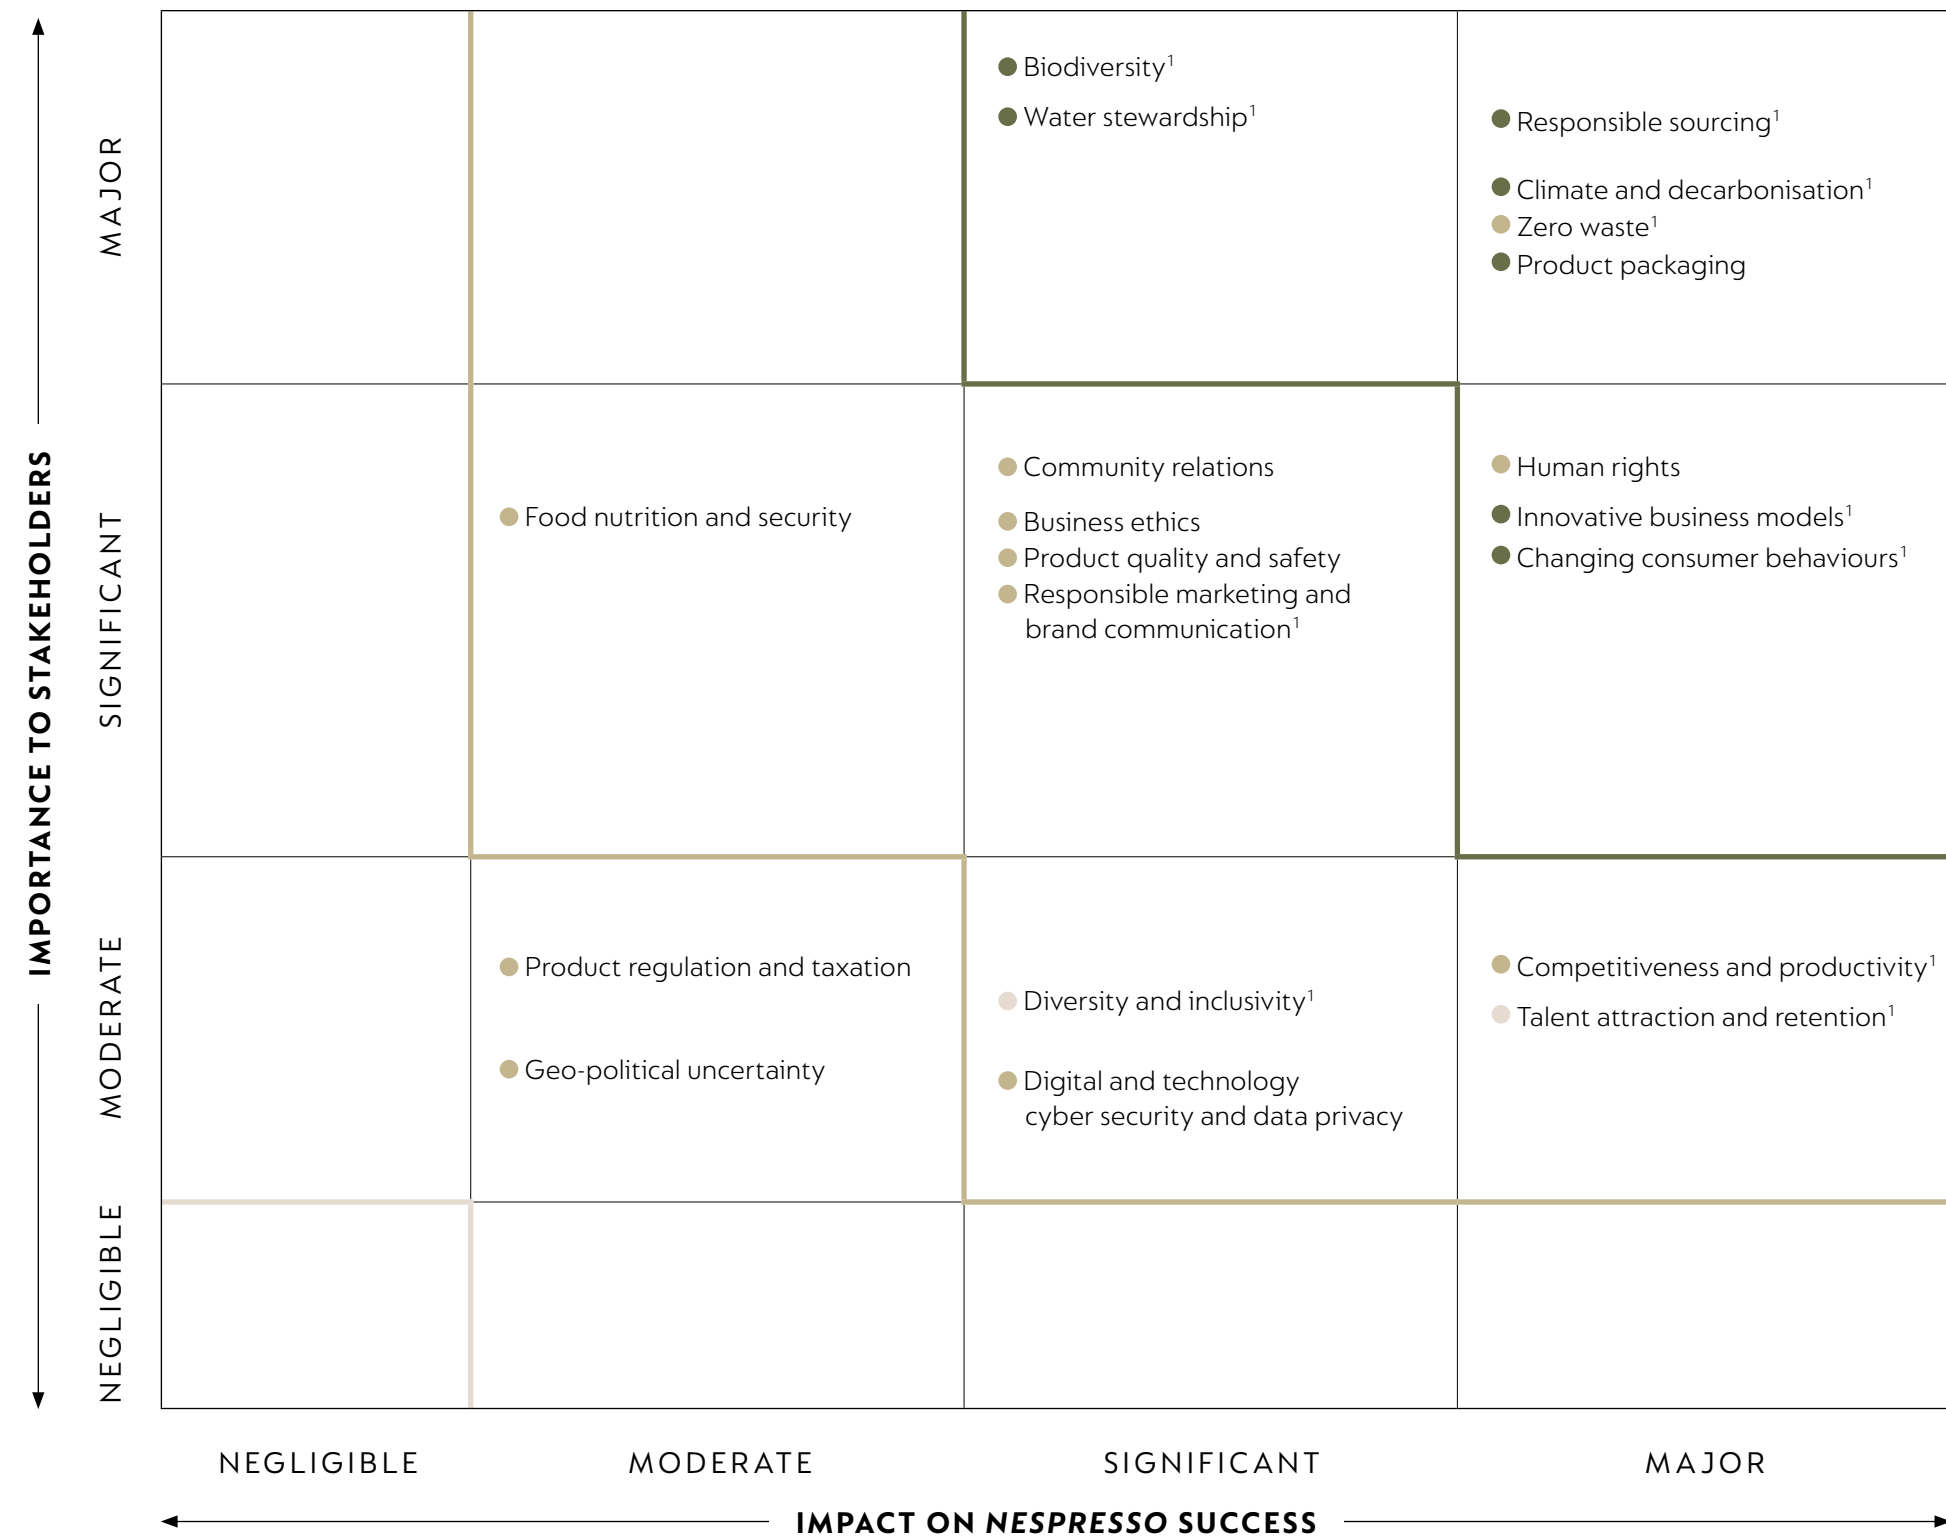 IMPORTANCE TO STAKEHOLDERS
MAJOR
Biodiversity¹
Water stewardship¹
Responsible sourcing¹
Climate and decarbonisation¹
Zero waste¹
Product packaging
SIGNIFICANT
Food nutrition and security
Community relations
Business ethics
Product quality and safety
Responsible marketing and
brand communication¹
Human rights
Innovative business models¹
Changing consumer behaviours¹
MODERATE
Product regulation and taxation
Geo-political uncertainty
Diversity and inclusivity¹
Digital and technology
cyber security and data privacy
Competitiveness and productivity¹
Talent attraction and retention¹
NEGLIGIBLE
NEGLIGIBLE
MODERATE
SIGNIFICANT
MAJOR
IMPACT ON NESPRESSO SUCCESS